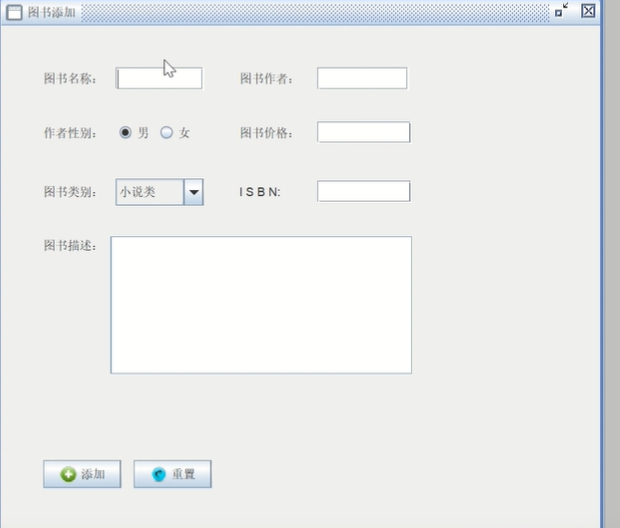 图书添加
图书名称： 图书作者：
作者性别： 男 女 图书价格：
图书类别： 小说类 I S B N:
图书描述：
添加 重置